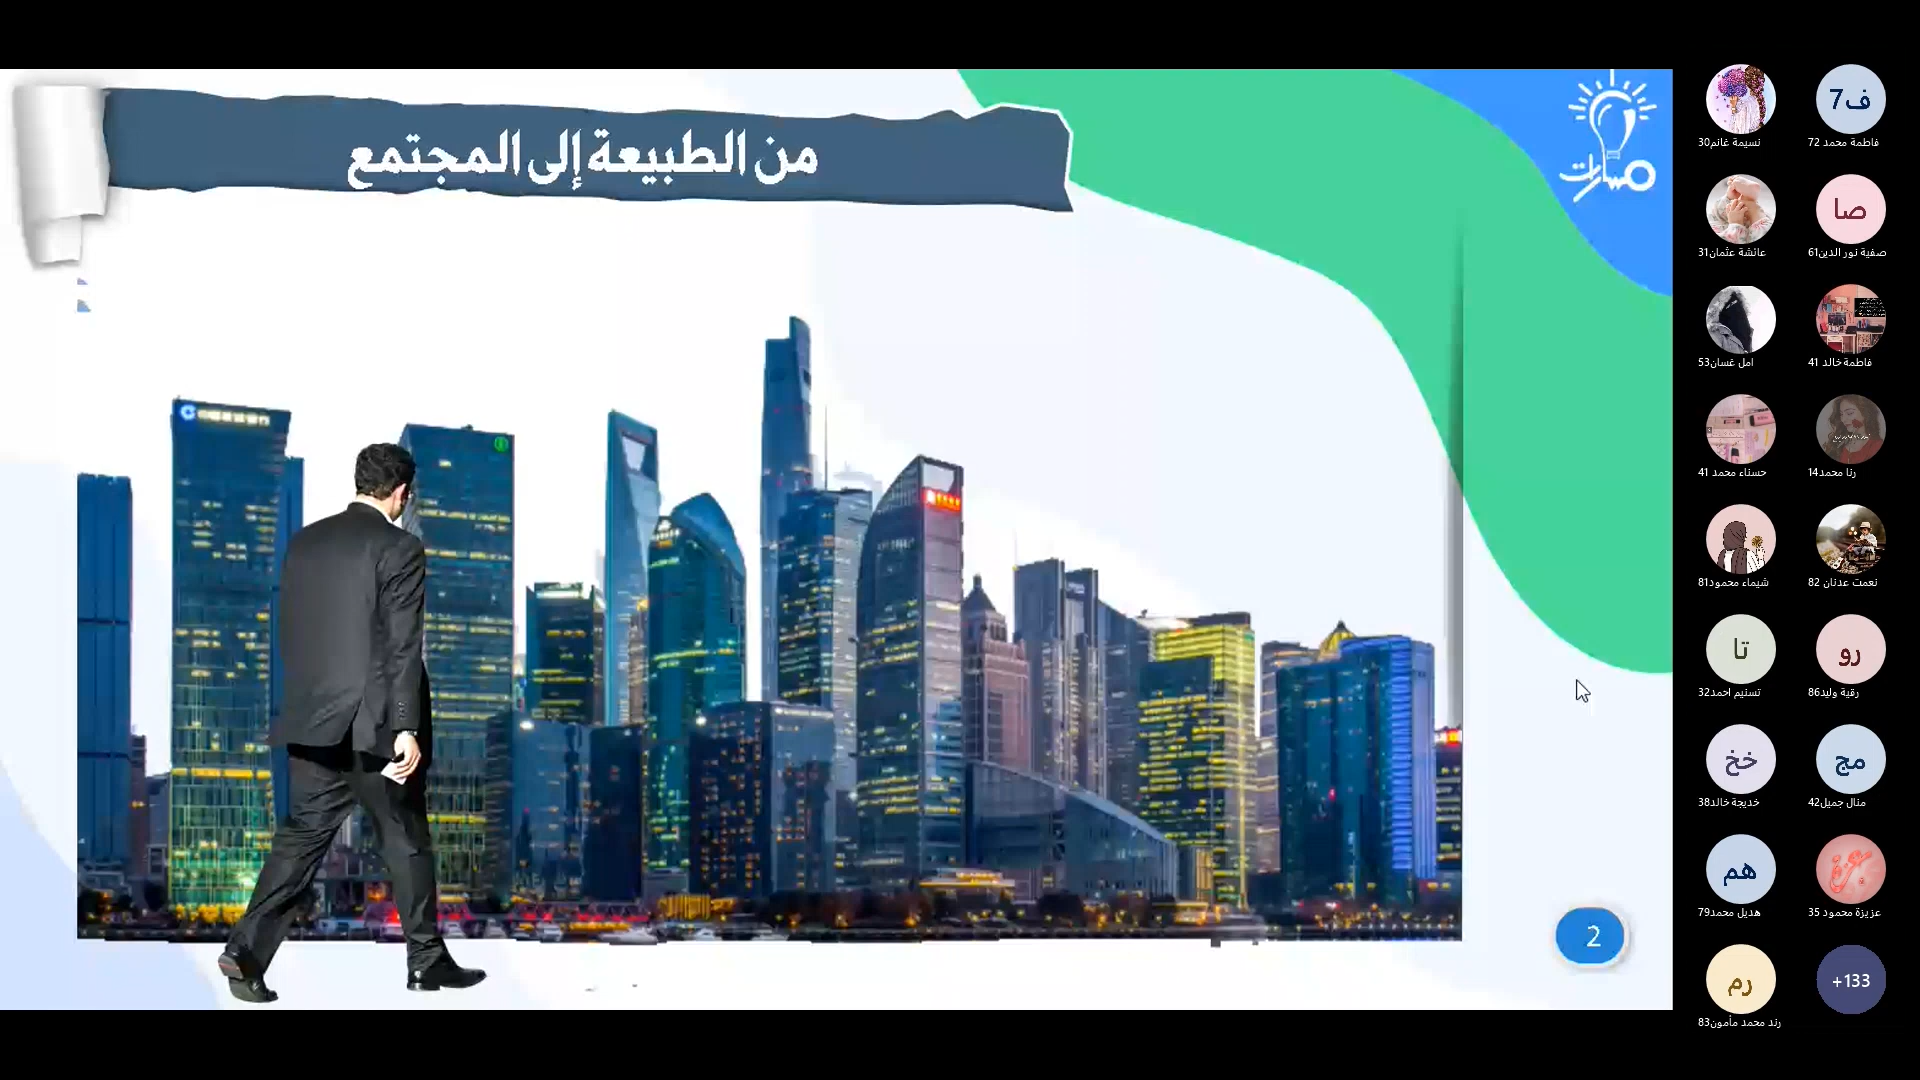 من الطبيعة إلى المجتمع
مسارات
2
ف7
فاطمة محمد 72
نسيمة غانم30
صا
صفية نور الدين61
عائشة عثمان31
فاطمة خالد 41
امل غسان53
رنا محمد14
حسناء محمد 41
نعمت عدنان 82
شيماء محمود81
رو
رقية وليد86
تا
تسنيم احمد32
مج
منال جميل42
خخ
خديجة خالد38
عزيزة محمود 35
هم
هديل محمد79
+133
رم
رند محمد مأمون83